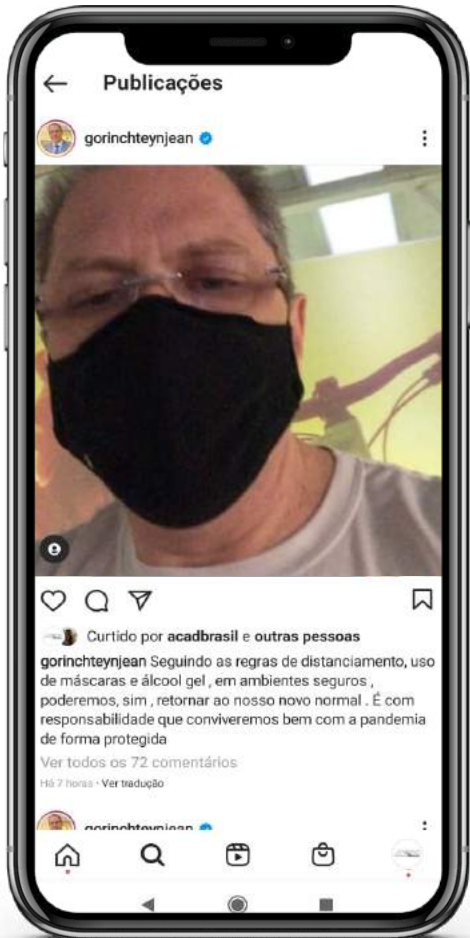 Publicações
gorinchteynjean
Curtido por acadbrasil e outras pessoas
gorinchteynjean Seguindo as regras de distanciamento, uso
de máscaras e álcool gel , em ambientes seguros ,
poderemos, sim , retornar ao nosso novo normal . É com
responsabilidade que conviveremos bem com a pandemia
de forma protegida
Ver todos os 72 comentários
Há 7 horas · Ver tradução
gorinchteynjean